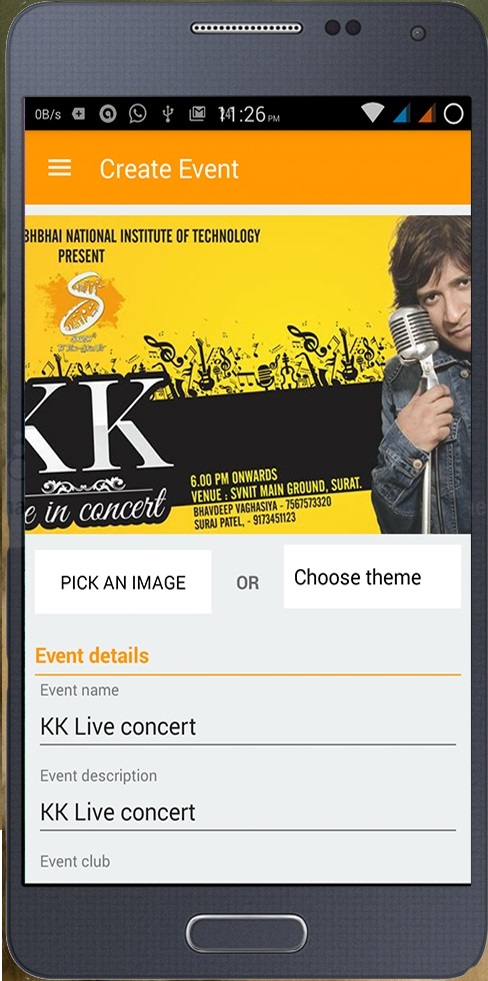 0B/s 11:26 PM
Create Event
BHBHAI NATIONAL INSTITUTE OF TECHNOLOGY
PRESENT
KK
e in concert
6.00 PM ONWARDS
VENUE : SVNIT MAIN GROUND, SURAT.
BHAVDEEP VAGHASIYA - 7567573320
SURAJ PATEL, - 9173451123
PICK AN IMAGE OR Choose theme
Event details
Event name
KK Live concert
Event description
KK Live concert
Event club